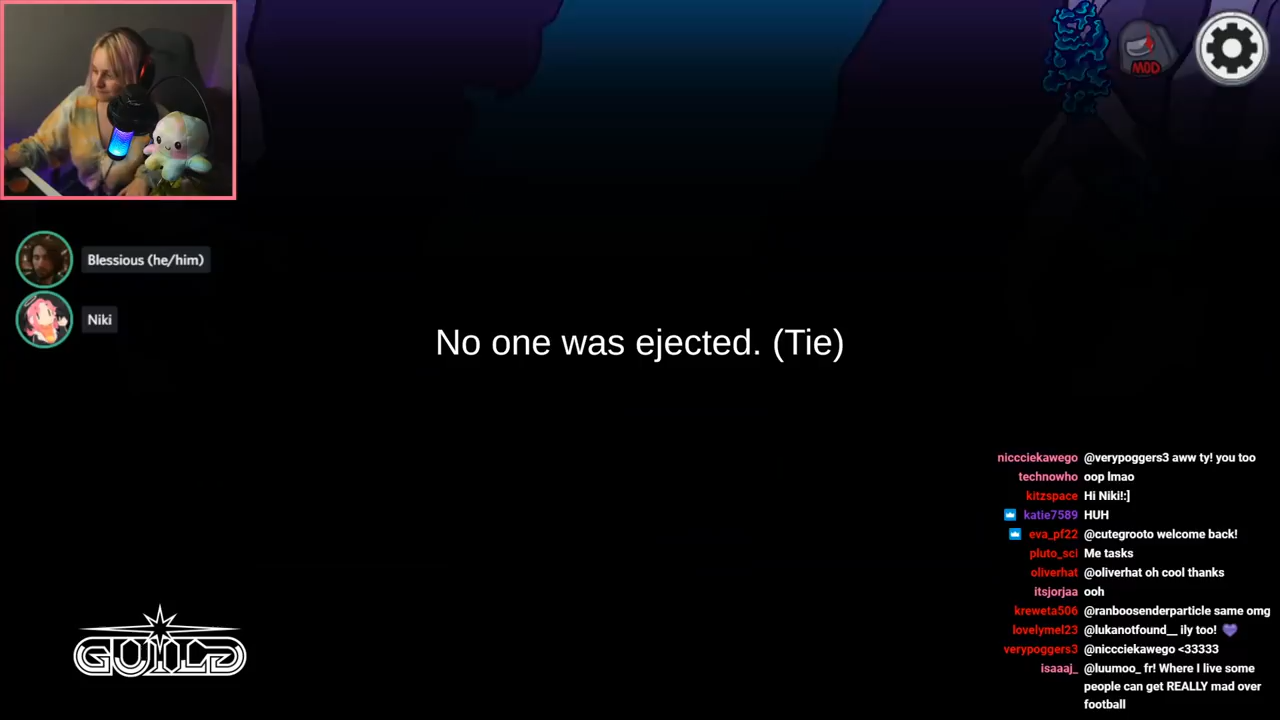 MOD
Blessious (he/him)
Niki
No one was ejected. (Tie)
niccciekawego @verypoggers3 aww ty! you too
technowho oop lmao
kitzspace Hi Niki!:]
katie7589 HUH
eva_pf22 @cutegrooto welcome back!
pluto_sci Me tasks
oliverhat @oliverhat oh cool thanks
itsjorjaa ooh
kreweta506 @ranboosenderparticle same omg
lovelymel23 @lukanotfound__ ily too! 💜
verypoggers3 @niccciekawego <33333
isaaaj_ @luumoo_ fr! Where I live some
people can get REALLY mad over
football
GUILD